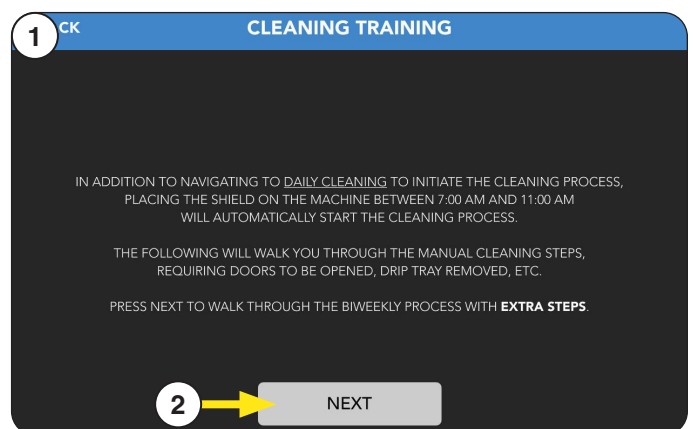 1
CK
CLEANING TRAINING
IN ADDITION TO NAVIGATING TO DAILY CLEANING TO INITIATE THE CLEANING PROCESS,
PLACING THE SHIELD ON THE MACHINE BETWEEN 7:00 AM AND 11:00 AM
WILL AUTOMATICALLY START THE CLEANING PROCESS.
THE FOLLOWING WILL WALK YOU THROUGH THE MANUAL CLEANING STEPS,
REQUIRING DOORS TO BE OPENED, DRIP TRAY REMOVED, ETC.
PRESS NEXT TO WALK THROUGH THE BIWEEKLY PROCESS WITH EXTRA STEPS.
2
NEXT